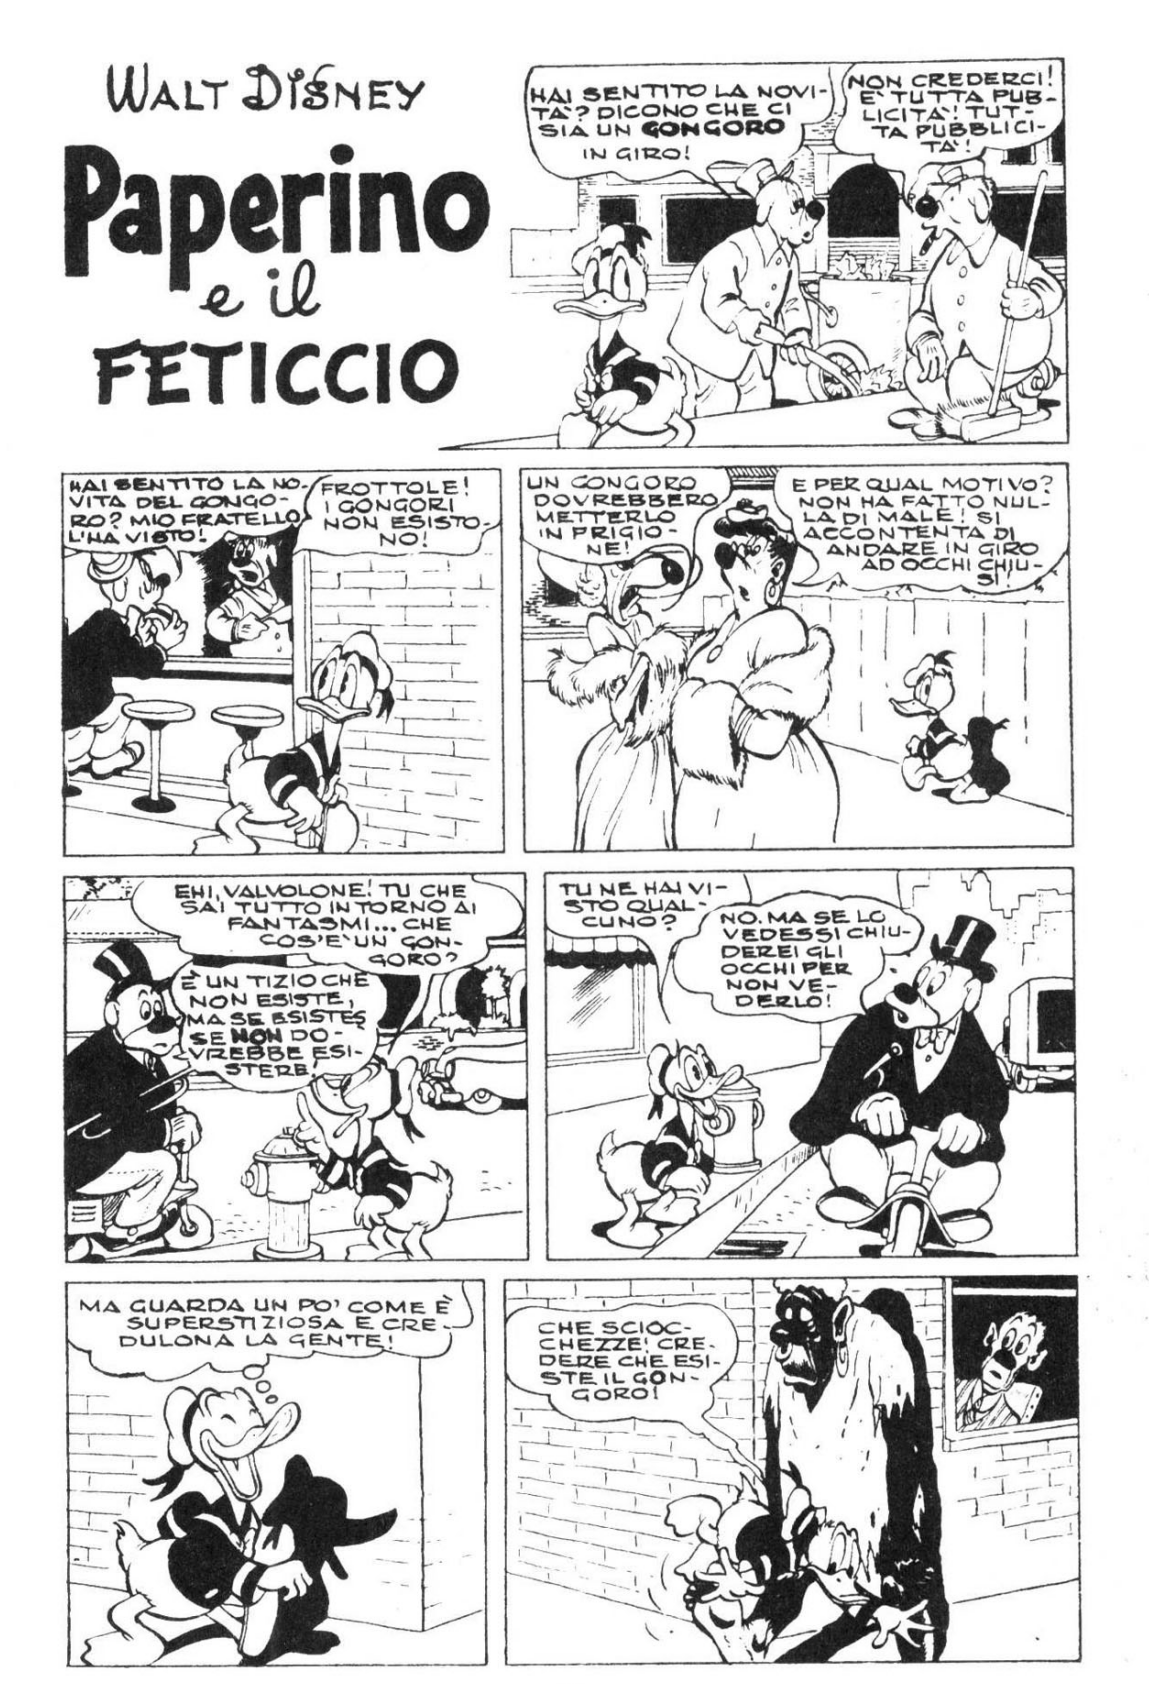 WALT DISNEY
Paperino
e il
FETICCIO
HAI SENTITO LA NOVI-
TA'? DICONO CHE CI
SIA UN GONGORO
IN GIRO!
NON CREDERCI!
E' TUTTA PUB-
LICITA'! TUT-
TA PUBBLICI-
TA'!
HAI SENTITO LA NO-
VITA DEL GONGO-
RO? MIO FRATELLO
L'HA VISTO!
FROTTOLE!
I GONGORI
NON ESISTO-
NO!
UN GONGORO
DOVREBBERO
METTERLO
IN PRIGIO-
NE!
E PER QUAL MOTIVO?
NON HA FATTO NUL-
LA DI MALE! SI
ACCONTENTA DI
ANDARE IN GIRO
AD OCCHI CHIU-
SI!
EHI, VALVOLONE! TU CHE
SAI TUTTO INTORNO AI
FANTASMI... CHE
COS'E' UN GON-
GORO?
È UN TIZIO CHE
NON ESISTE,
MA SE ESISTES
SE NON DO-
VREBBE ESI-
STERE!
TU NE HAI VI-
STO QUAL-
CUNO?
NO. MA SE LO
VEDESSI CHIU-
DEREI GLI
OCCHI PER
NON VE-
DERLO!
MA GUARDA UN PO' COME È
SUPERSTIZIOSA E CRE-
DULONA LA GENTE!
CHE SCIOC-
CHEZZE! CRE-
DERE CHE ESI-
STE IL GON-
GORO!